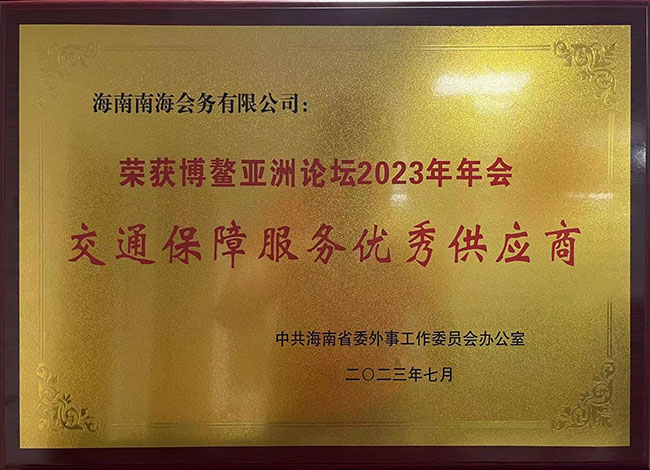 海南南海会务有限公司：
荣获博鳌亚洲论坛2023年年会
交通保障服务优秀供应商
中共海南省委外事工作委员会办公室
二〇二三年七月